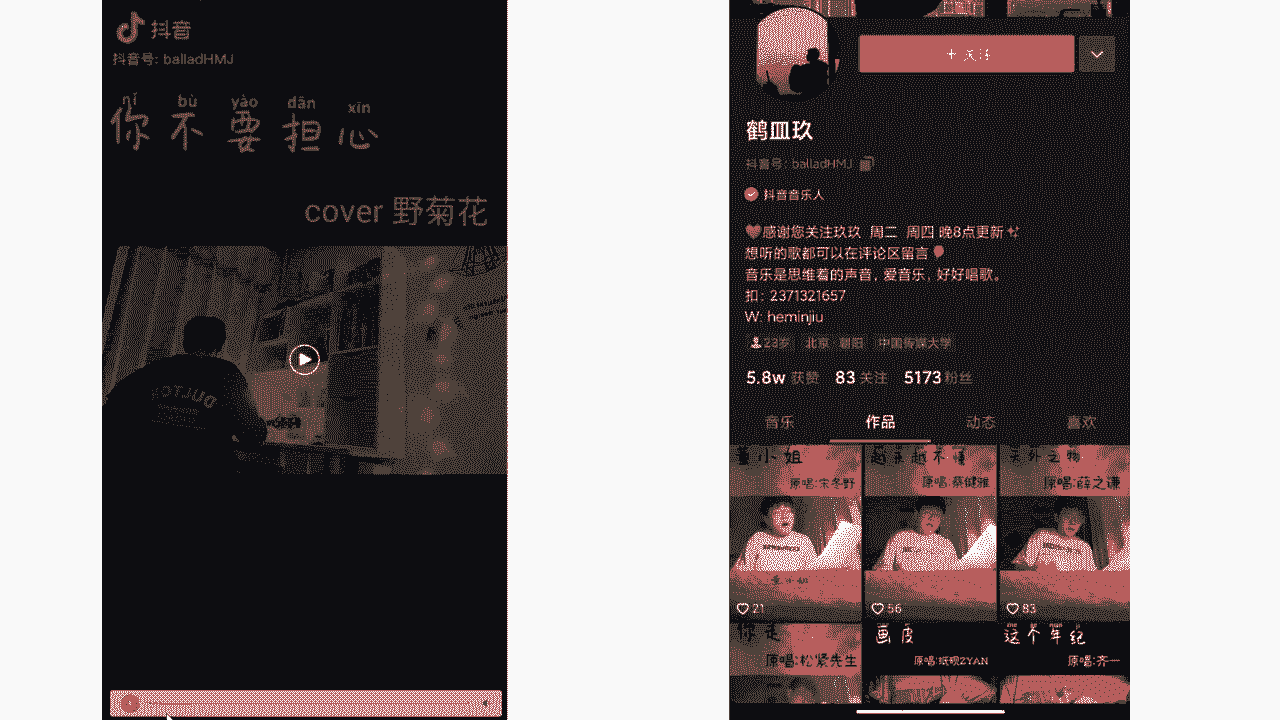 抖音
抖音号: balladHMJ
nǐ bù yào dān xīn
你不要担心
cover 野菊花
+ 关注
鹤皿玖
抖音号: balladHMJ
抖音音乐人
感谢您关注玖玖 周二 周四 晚8点更新
想听的歌都可以在评论区留言
音乐是思维着的声音, 爱音乐, 好好唱歌。
扣: 2371321657
W: heminjiu
23岁 北京·朝阳 中国传媒大学
5.8w 获赞 83 关注 5173 粉丝
音乐 作品 动态 喜欢
董小姐 越来越不懂 天外之物
原唱:宋冬野 原唱:蔡健雅 原唱:薛之谦
董小姐
21 56 83
画皮 这个年纪
原唱:松紧先生 原唱:纸砚ZYAN 原唱:齐一